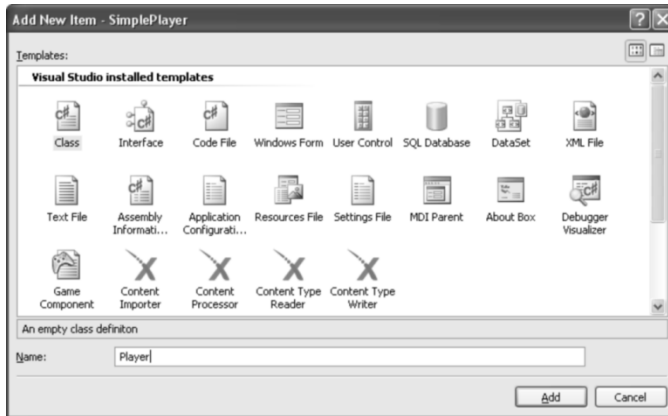 Add New Item - SimplePlayer
Templates:
Visual Studio installed templates
Class Interface Code File Windows Form User Control SQL Database DataSet XML File
Text File Assembly Informati... Application Configurati... Resources File Settings File MDI Parent About Box Debugger Visualizer
Game Component Content Importer Content Processor Content Type Reader Content Type Writer
An empty class definiton
Name: Player
Add Cancel